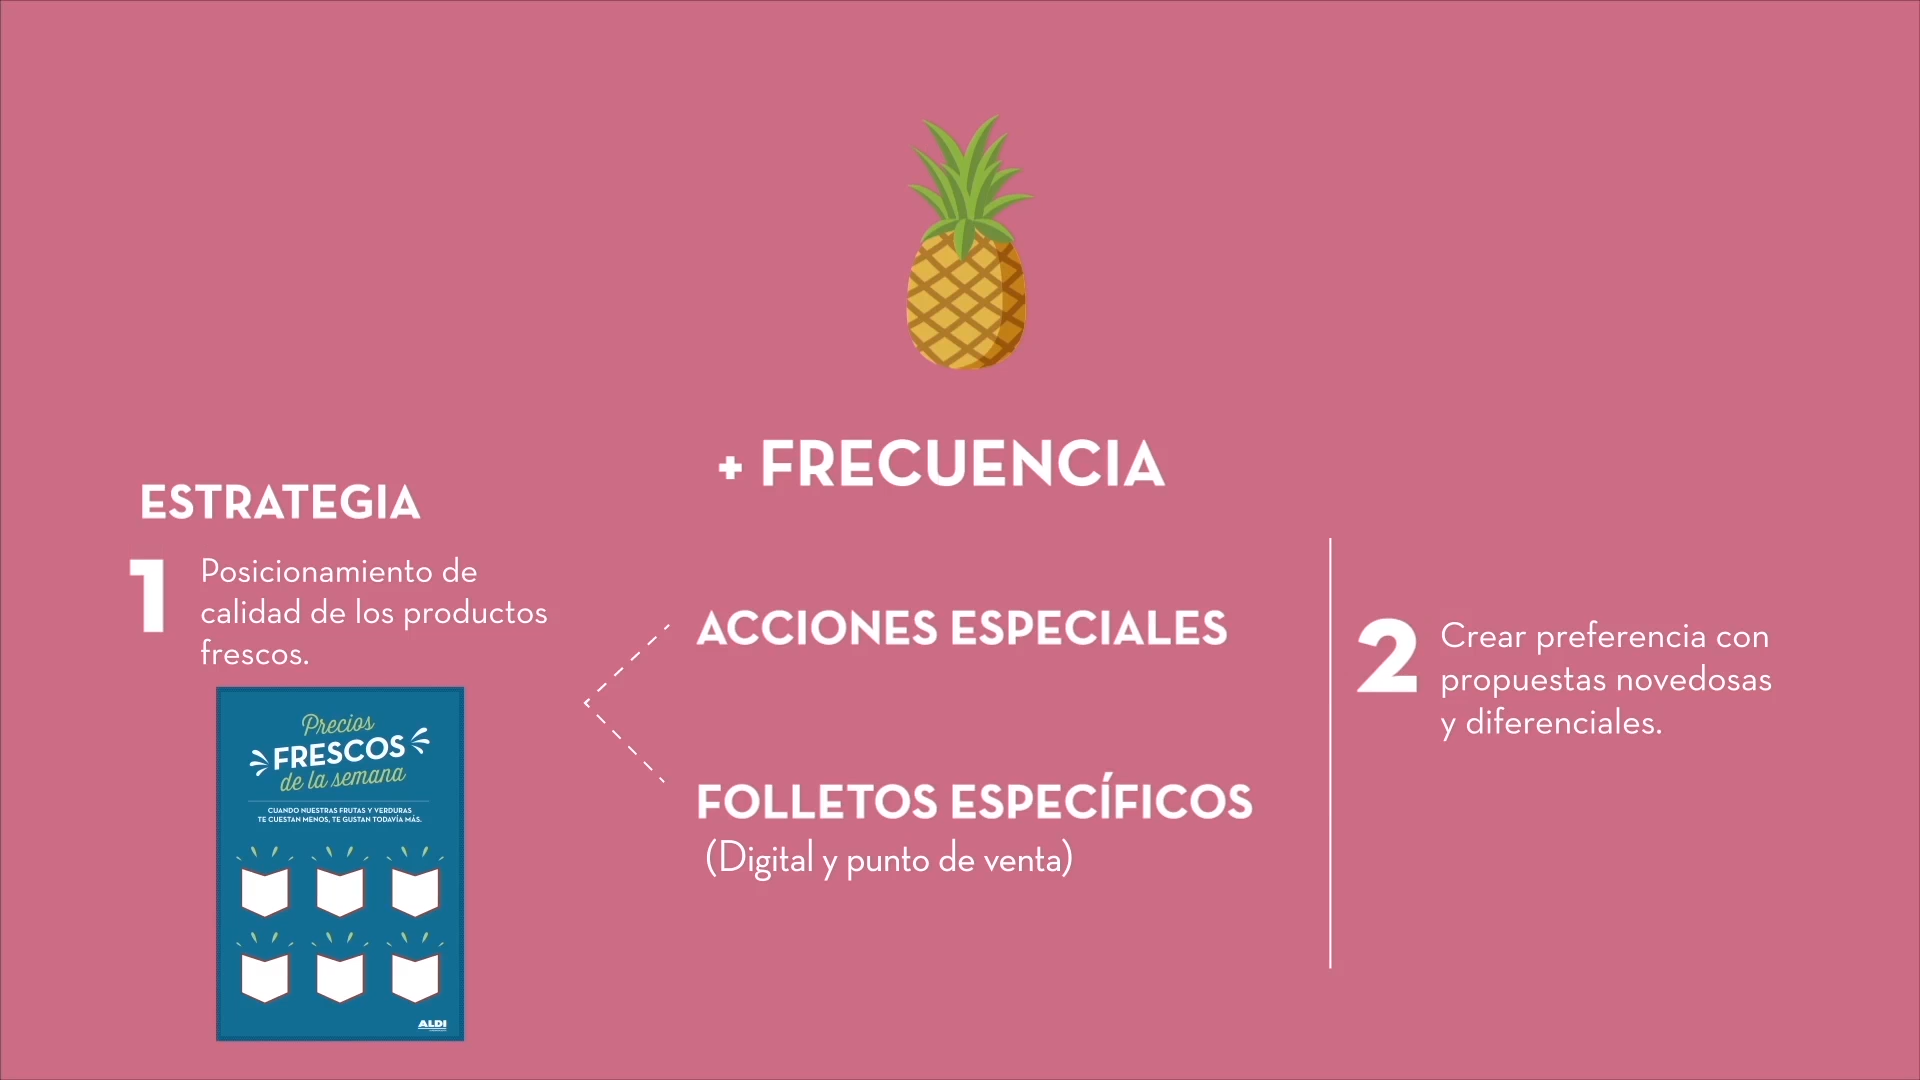 + FRECUENCIA
ESTRATEGIA
1
Posicionamiento de
calidad de los productos
frescos.
Precios
FRESCOS
de la semana
CUANDO NUESTRAS FRUTAS Y VERDURAS
TE CUESTAN MENOS, TE GUSTAN TODAVÍA MÁS.
ALDI
ACCIONES ESPECIALES
FOLLETOS ESPECÍFICOS
(Digital y punto de venta)
2
Crear preferencia con
propuestas novedosas
y diferenciales.